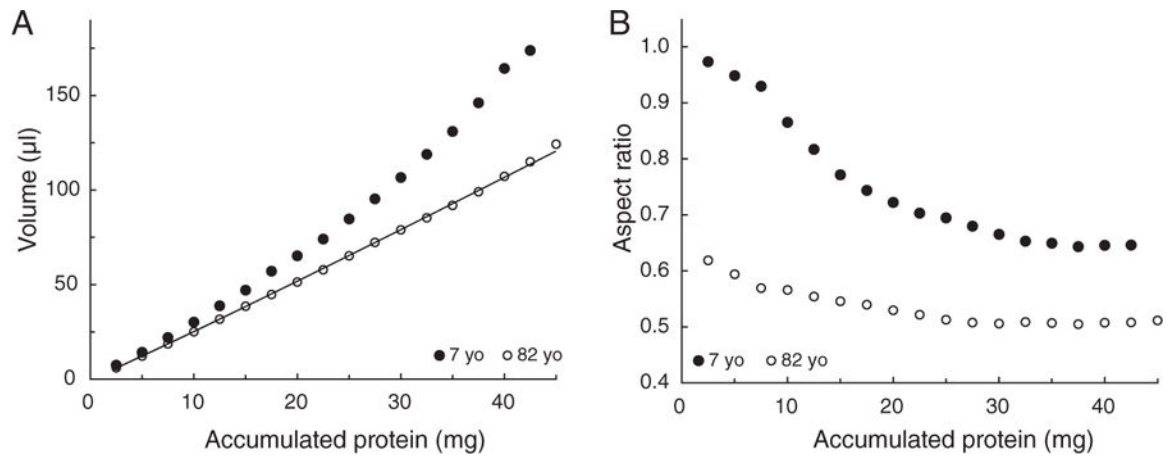 A
Volume (µl)
150
100
50
0
7 yo 82 yo
0 10 20 30 40
Accumulated protein (mg)
B
Aspect ratio
1.0
0.9
0.8
0.7
0.6
0.5
0.4
7 yo 82 yo
0 10 20 30 40
Accumulated protein (mg)